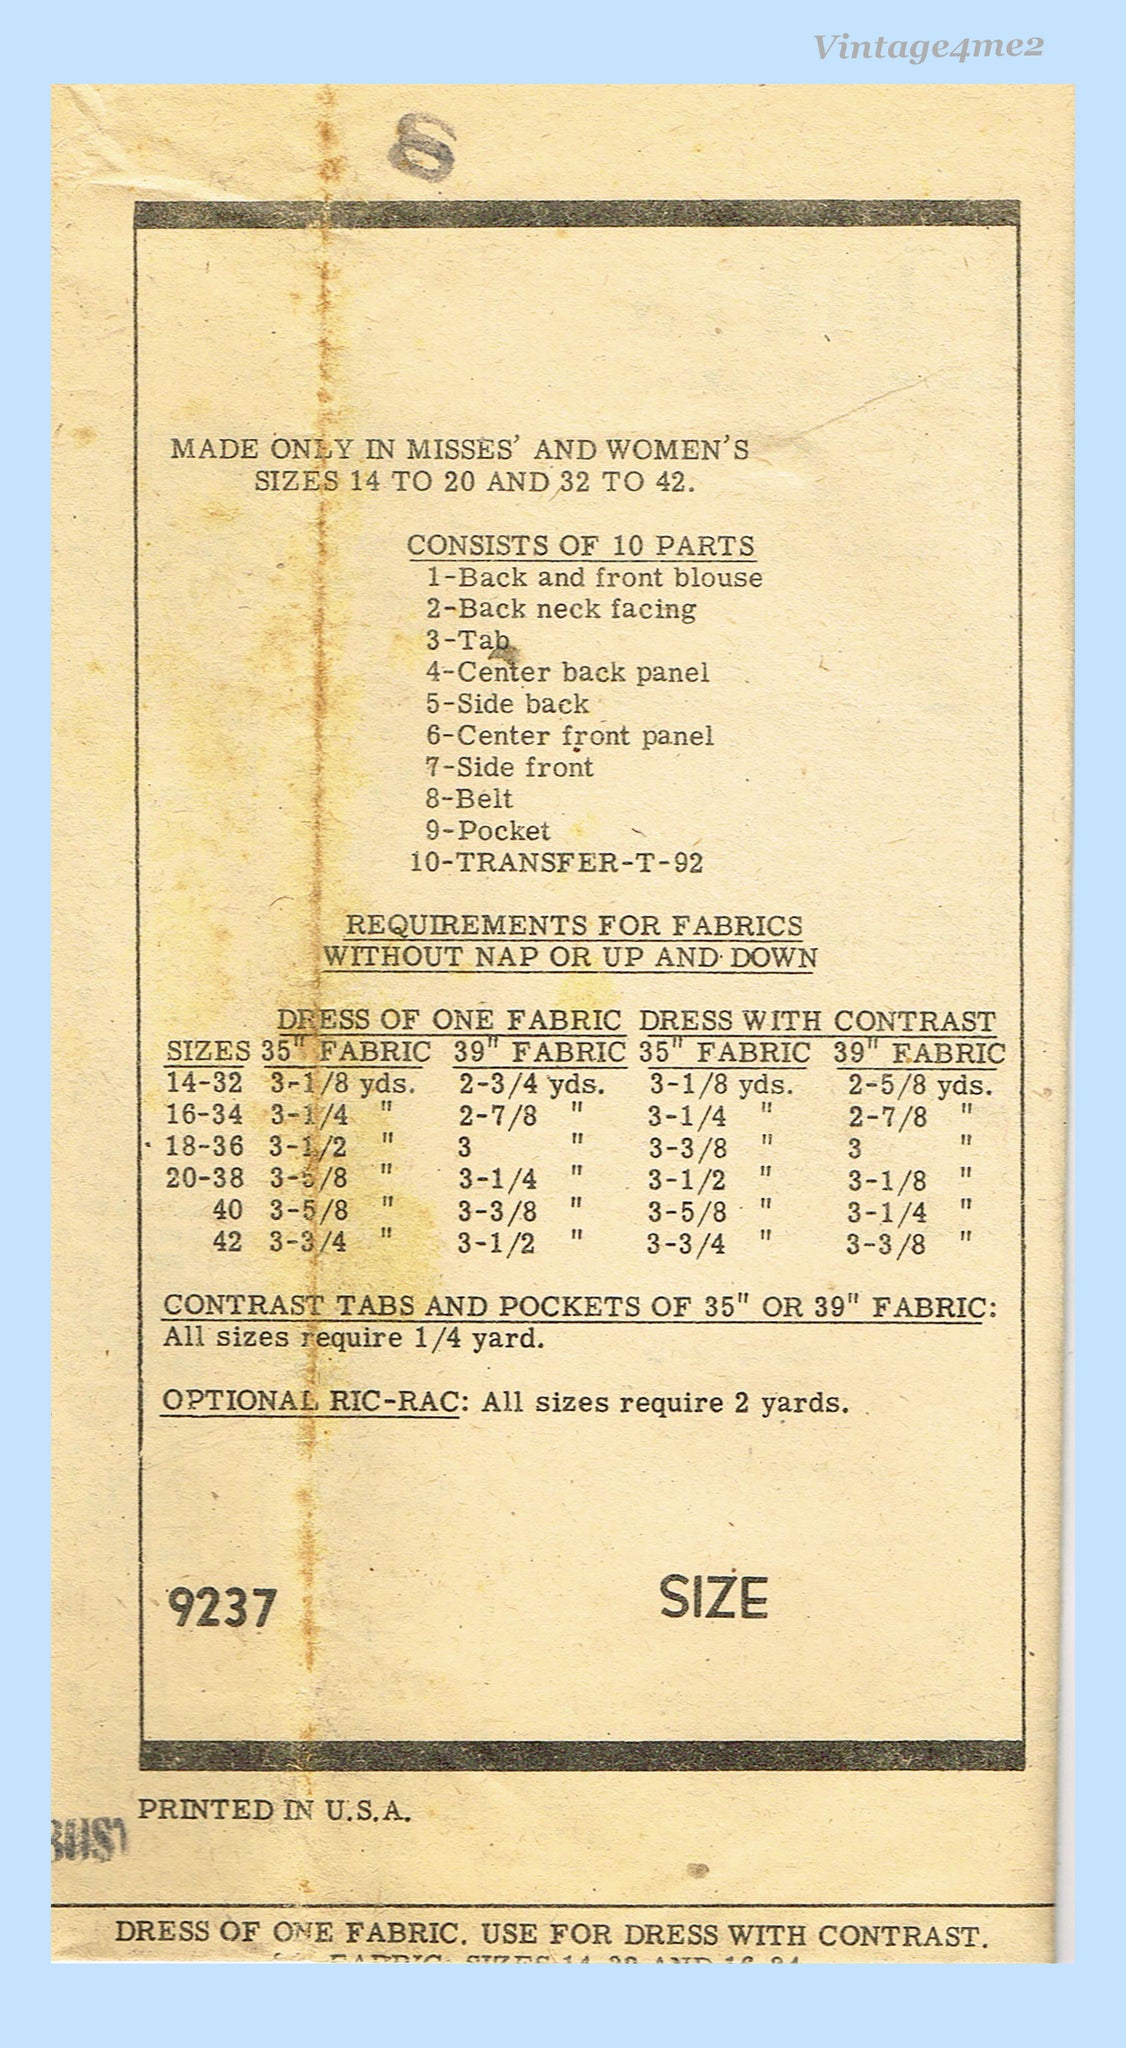 Vintage4me2
8
MADE ONLY IN MISSES' AND WOMEN'S
SIZES 14 TO 20 AND 32 TO 42.
CONSISTS OF 10 PARTS
1-Back and front blouse
2-Back neck facing
3-Tab
4-Center back panel
5-Side back
6-Center front panel
7-Side front
8-Belt
9-Pocket
10-TRANSFER-T-92
REQUIREMENTS FOR FABRICS
WITHOUT NAP OR UP AND DOWN
DRESS OF ONE FABRIC DRESS WITH CONTRAST
SIZES 35" FABRIC 39" FABRIC 35" FABRIC 39" FABRIC
14-32 3-1/8 yds. 2-3/4 yds. 3-1/8 yds. 2-5/8 yds.
16-34 3-1/4 " 2-7/8 " 3-1/4 " 2-7/8 "
18-36 3-1/2 " 3 " 3-3/8 " 3 "
20-38 3-5/8 " 3-1/4 " 3-1/2 " 3-1/8 "
40 3-5/8 " 3-3/8 " 3-5/8 " 3-1/4 "
42 3-3/4 " 3-1/2 " 3-3/4 " 3-3/8 "
CONTRAST TABS AND POCKETS OF 35" OR 39" FABRIC:
All sizes require 1/4 yard.
OPTIONAL RIC-RAC: All sizes require 2 yards.
9237 SIZE
PRINTED IN U.S.A.
BUST
DRESS OF ONE FABRIC. USE FOR DRESS WITH CONTRAST.
FABRIC: SIZES 14-32 AND 16-34